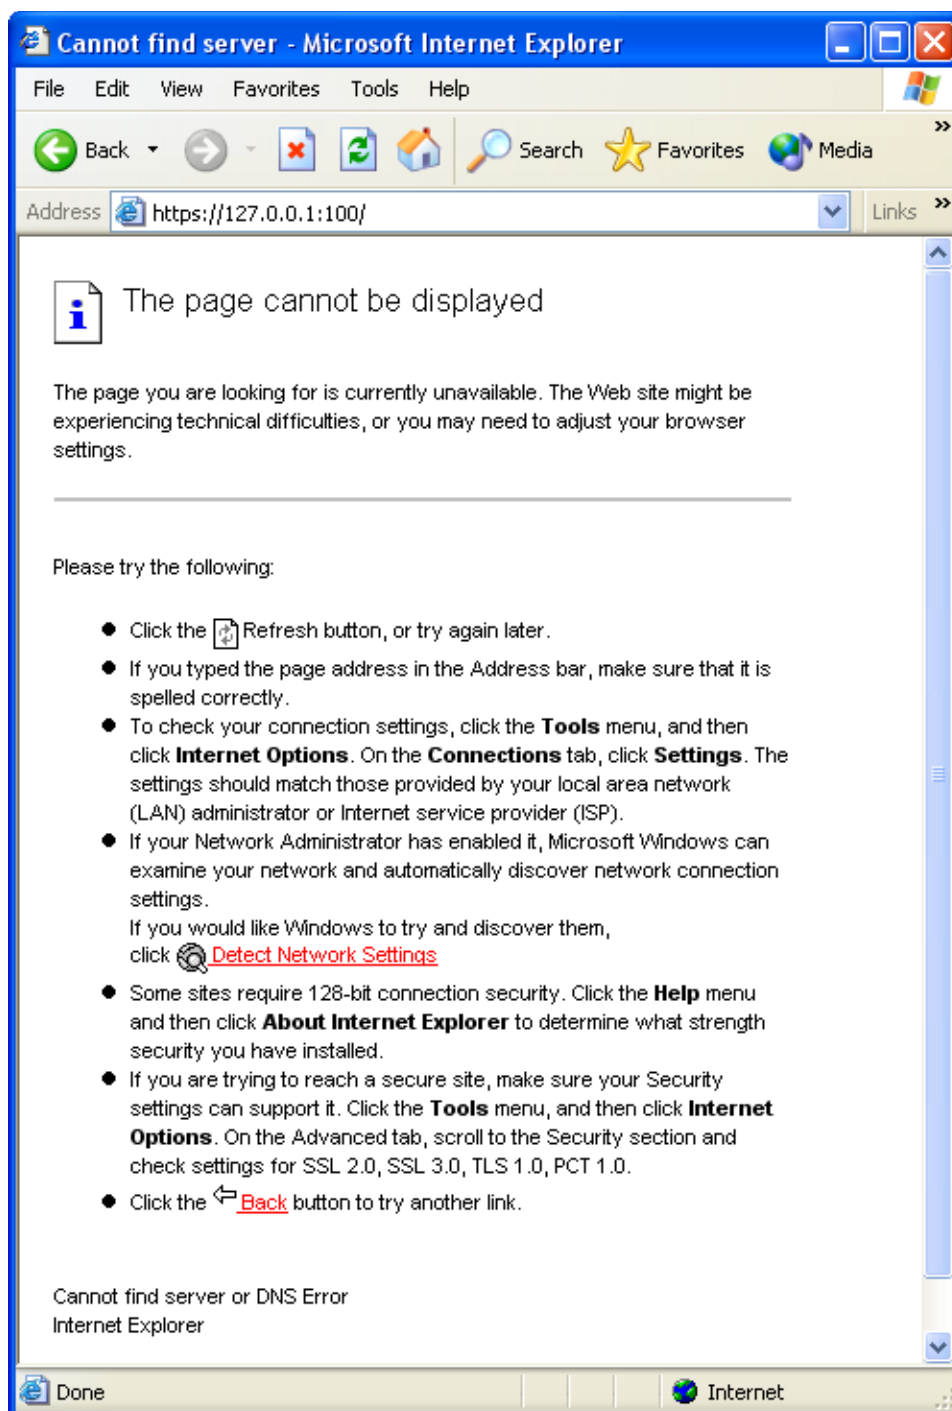 Cannot find server - Microsoft Internet Explorer
File Edit View Favorites Tools Help
Back Search Favorites Media »
Address https://127.0.0.1:100/ Links »
The page cannot be displayed
The page you are looking for is currently unavailable. The Web site might be
experiencing technical difficulties, or you may need to adjust your browser
settings.
Please try the following:
Click the Refresh button, or try again later.
If you typed the page address in the Address bar, make sure that it is
spelled correctly.
To check your connection settings, click the Tools menu, and then
click Internet Options. On the Connections tab, click Settings. The
settings should match those provided by your local area network
(LAN) administrator or Internet service provider (ISP).
If your Network Administrator has enabled it, Microsoft Windows can
examine your network and automatically discover network connection
settings.
If you would like Windows to try and discover them,
click Detect Network Settings
Some sites require 128-bit connection security. Click the Help menu
and then click About Internet Explorer to determine what strength
security you have installed.
If you are trying to reach a secure site, make sure your Security
settings can support it. Click the Tools menu, and then click Internet
Options. On the Advanced tab, scroll to the Security section and
check settings for SSL 2.0, SSL 3.0, TLS 1.0, PCT 1.0.
Click the Back button to try another link.
Cannot find server or DNS Error
Internet Explorer
Done Internet